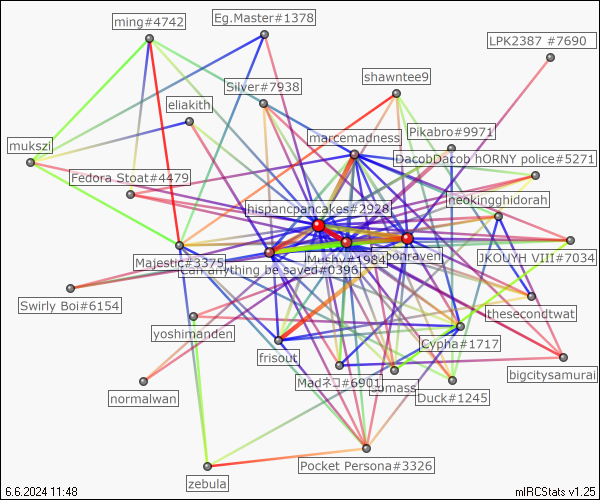 ming#4742
Eg.Master#1378
LPK2387 #7690
shawntee9
Silver#7938
eliakith
marcemadness
Pikabro#9971
mukszi
DacobDacob hORNY police#5271
Fedora Stoat#4479
neokingghidorah
hispancpancakes#2928
Majestic#3375
Mushy#1984
bonraven
JKOUYH VIII#7034
can anything be saved#0396
Swirly Boi#6154
thesecondtwat
yoshimanden
Cypha#1717
frisout
bigcitysamurai
Madネコ#6901
somass
normalwan
Duck#1245
Pocket Persona#3326
zebula
6.6.2024 11:48
mIRCStats v1.25